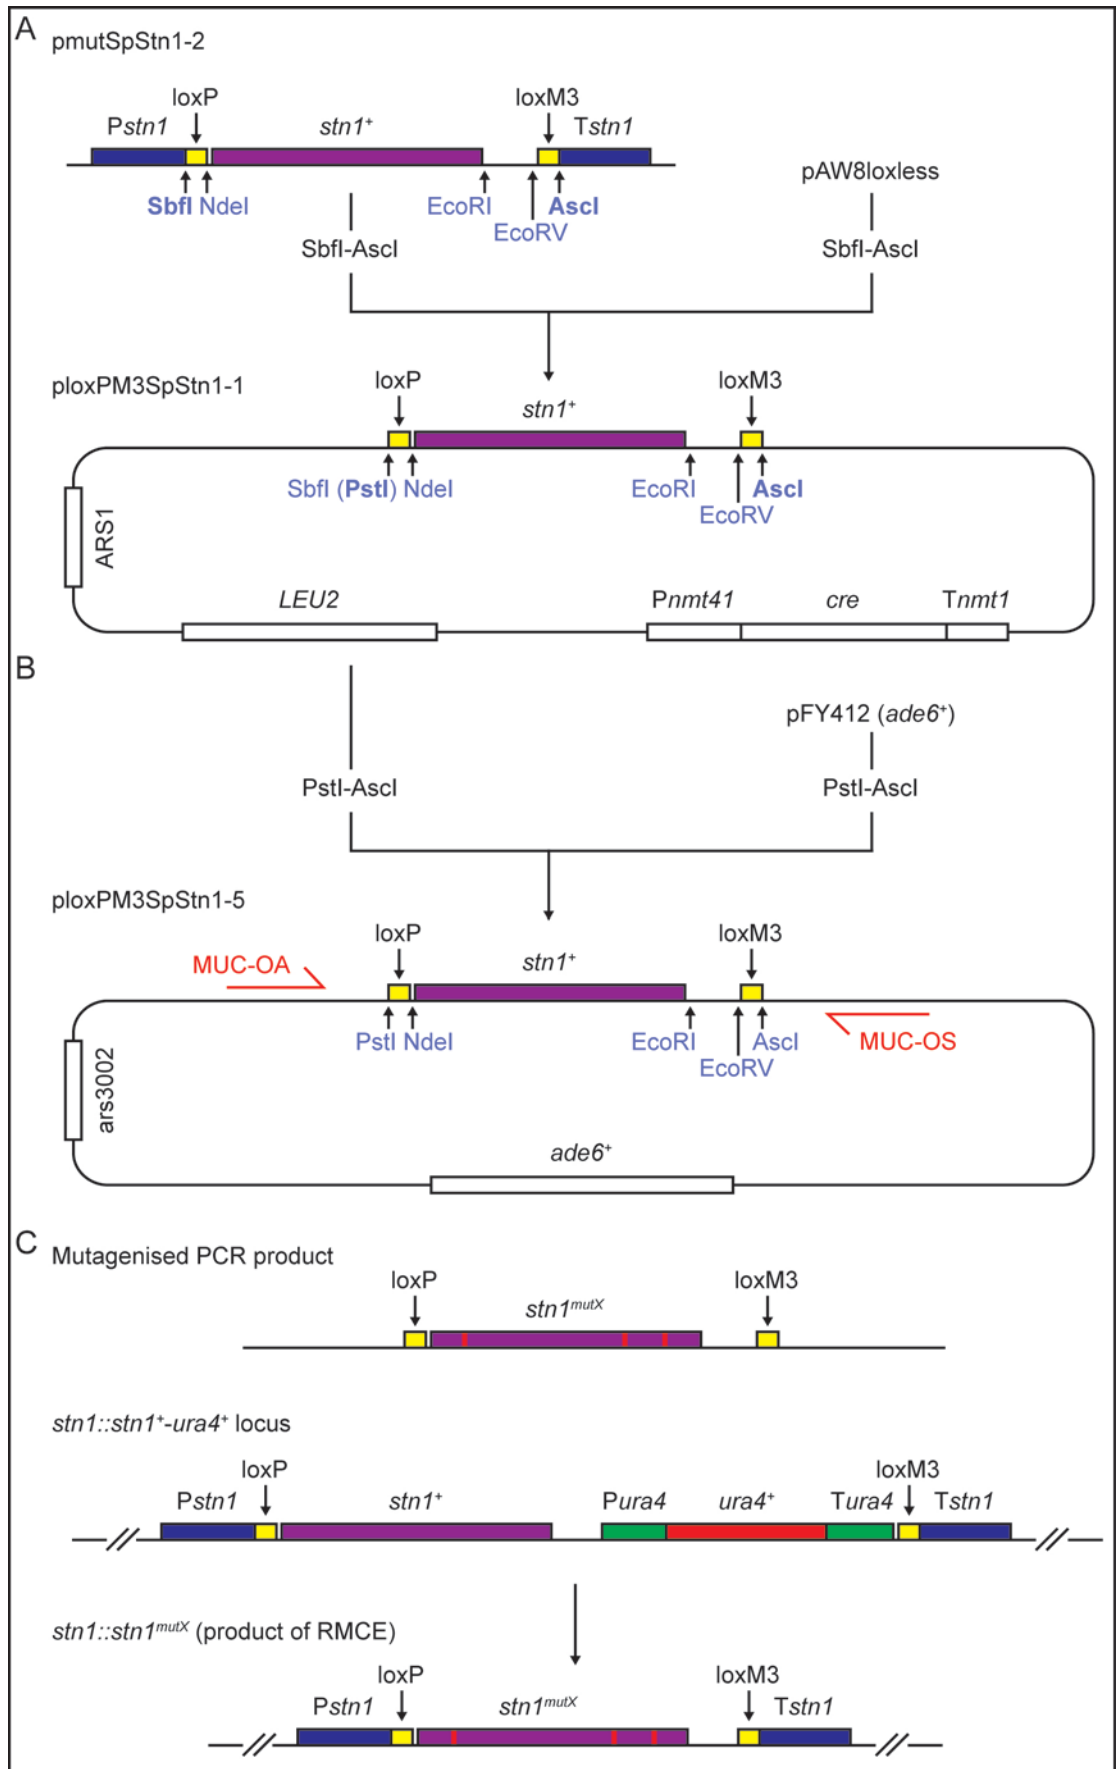 A
pmutSpStn1-2
loxP
loxM3
Pstn1
stn1⁺
Tstn1
SbfI NdeI
EcoRI
AscI
EcoRV
pAW8loxless
SbfI-AscI
SbfI-AscI
ploxPM3SpStn1-1
loxP
loxM3
stn1⁺
SbfI (PstI) NdeI
EcoRI
AscI
EcoRV
ARS1
LEU2
Pnmt41
cre
Tnmt1
B
pFY412 (ade6⁺)
PstI-AscI
PstI-AscI
ploxPM3SpStn1-5
loxP
loxM3
stn1⁺
MUC-OA
PstI NdeI
EcoRI
AscI
MUC-OS
EcoRV
ars3002
ade6⁺
C
Mutagenised PCR product
loxP
loxM3
stn1ᵐᵘᵗˣ
stn1::stn1⁺-ura4⁺ locus
loxP
loxM3
Pstn1
stn1⁺
Pura4
ura4⁺
Tura4
Tstn1
stn1::stn1ᵐᵘᵗˣ (product of RMCE)
loxP
loxM3
Pstn1
stn1ᵐᵘᵗˣ
Tstn1